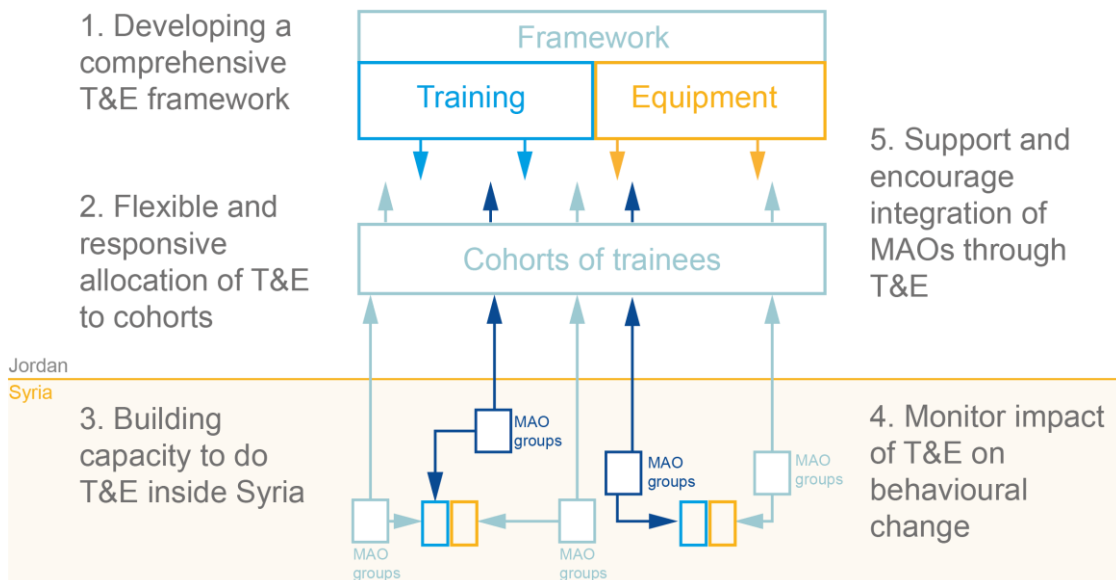 1. Developing a
comprehensive
T&E framework
Framework
Training
Equipment
2. Flexible and
responsive
allocation of T&E
to cohorts
Cohorts of trainees
5. Support and
encourage
integration of
MAOs through
T&E
Jordan
Syria
3. Building
capacity to do
T&E inside Syria
MAO
groups
MAO
groups
MAO
groups
MAO
groups
MAO
groups
4. Monitor impact
of T&E on
behavioural
change